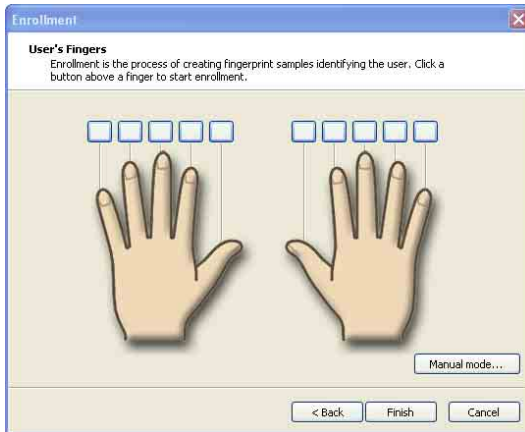 Enrollment
User's Fingers
Enrollment is the process of creating fingerprint samples identifying the user. Click a
button above a finger to start enrollment.
Manual mode...
< Back
Finish
Cancel